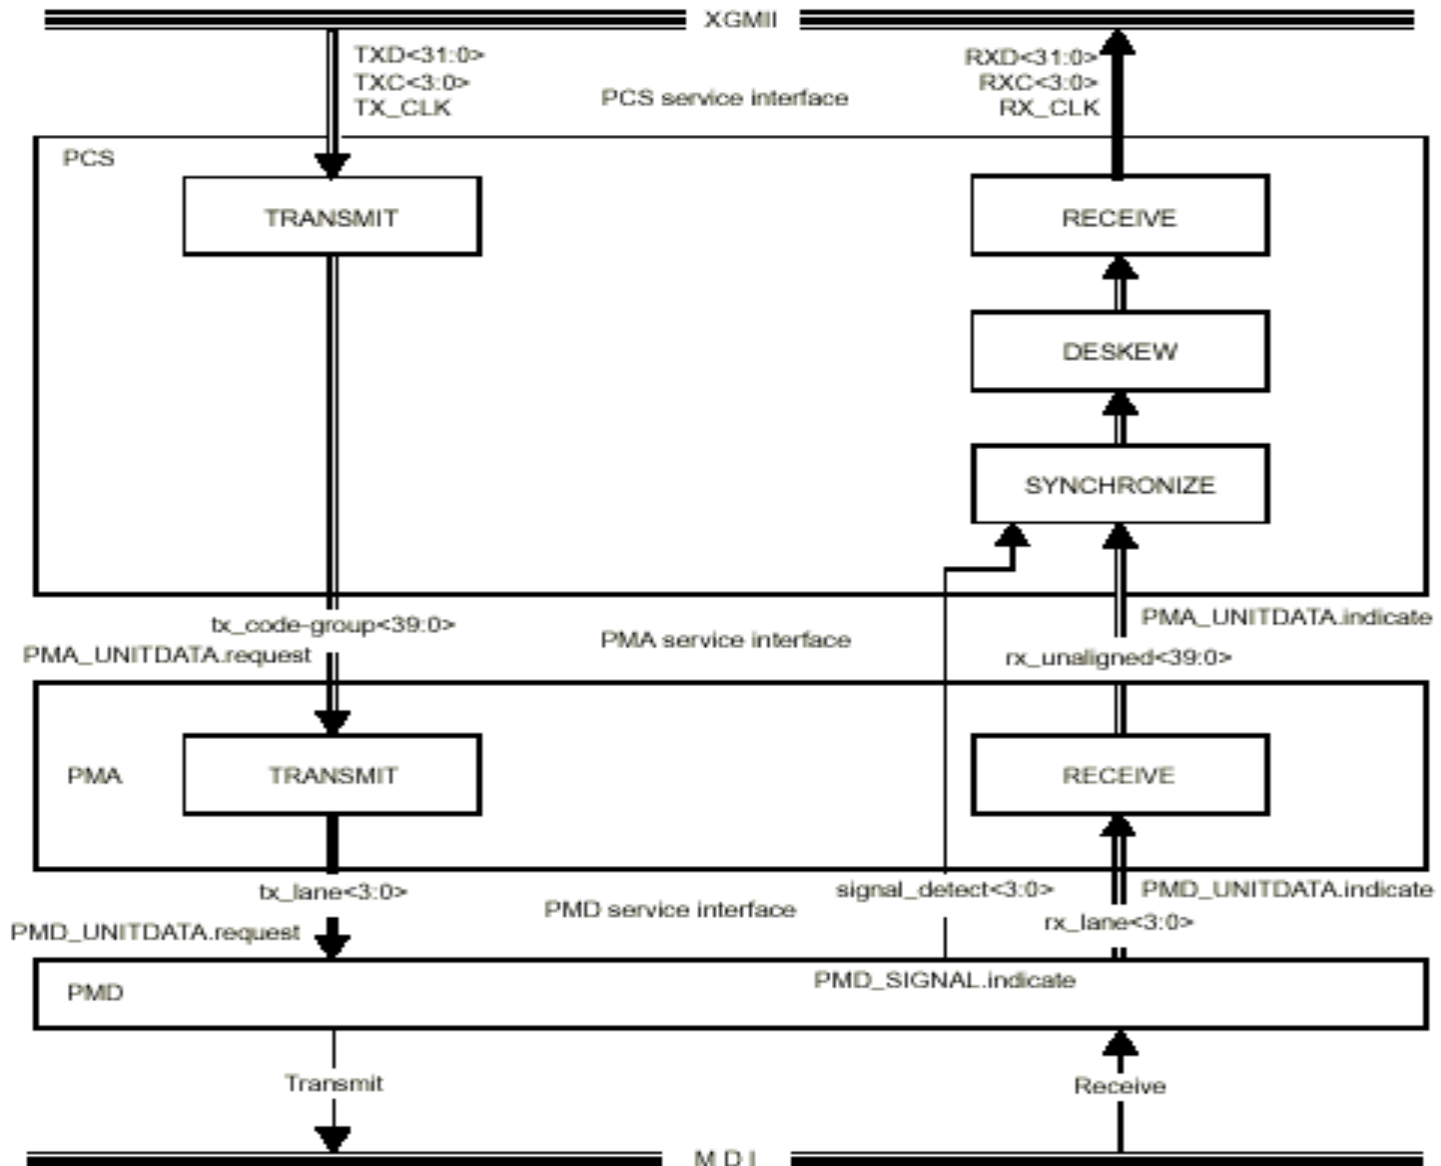 XGMII
TXD<31:0>
TXC<3:0>
TX_CLK
PCS service interface
RXD<31:0>
RXC<3:0>
RX_CLK
PCS
TRANSMIT
RECEIVE
DESKEW
SYNCHRONIZE
tx_code-group<39:0>
PMA_UNITDATA.request
PMA service interface
PMA_UNITDATA.indicate
rx_unaligned<39:0>
PMA
TRANSMIT
RECEIVE
tx_lane<3:0>
PMD_UNITDATA.request
PMD service interface
signal_detect<3:0>
PMD_UNITDATA.indicate
rx_lane<3:0>
PMD
PMD_SIGNAL.indicate
Transmit
Receive
M D I